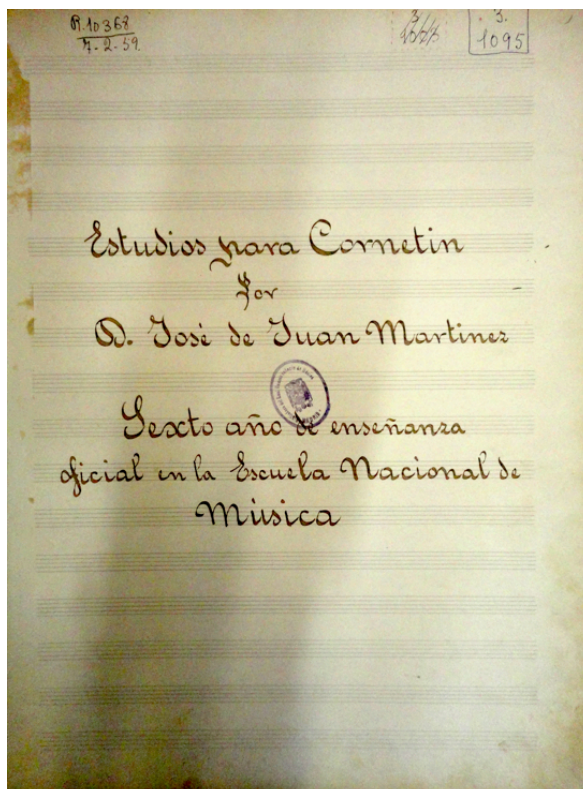 R.10368
7-2-59
3.
1095
Estudios para Cornetin
por
D. José de Juan Martinez
Sexto año de enseñanza
oficial en la Escuela Nacional de
Música